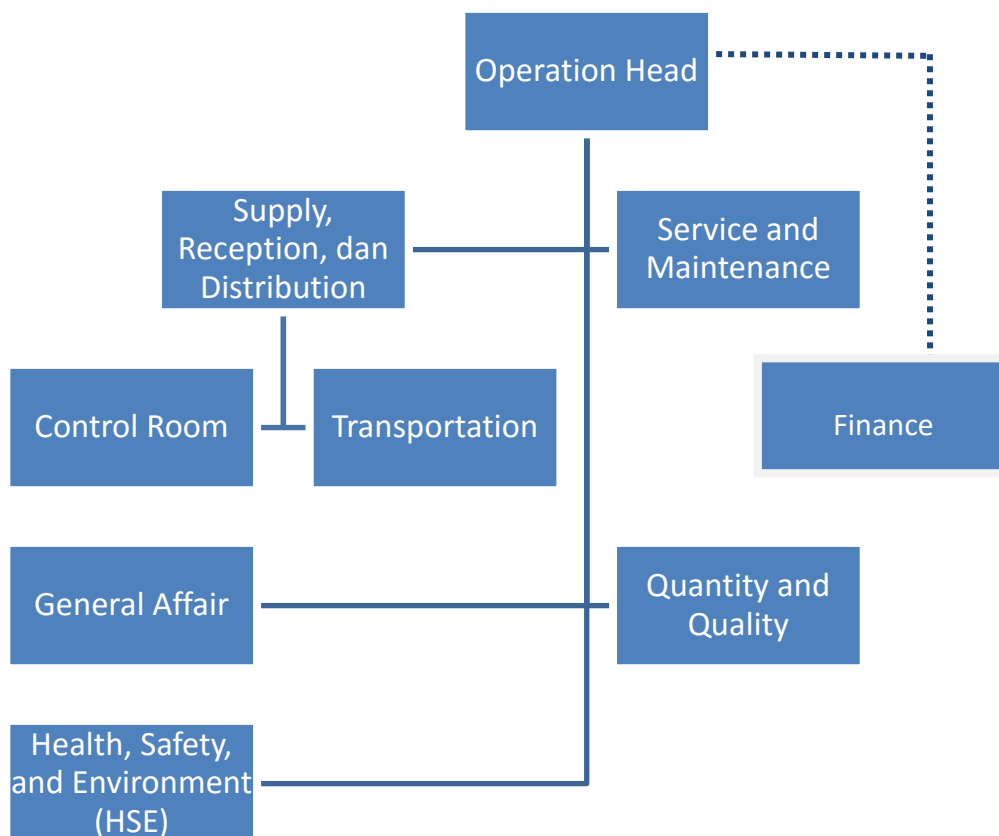 Operation Head
Supply,
Reception, dan
Distribution
Service and
Maintenance
Control Room
Transportation
Finance
General Affair
Quantity and
Quality
Health, Safety,
and Environment
(HSE)